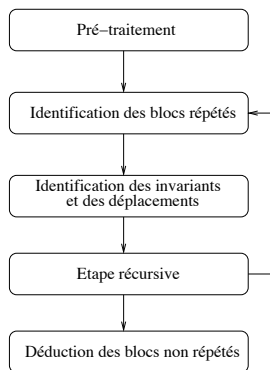 Pré−traitement
Identification des blocs répétés
Identification des invariants
et des déplacements
Etape récursive
Déduction des blocs non répétés